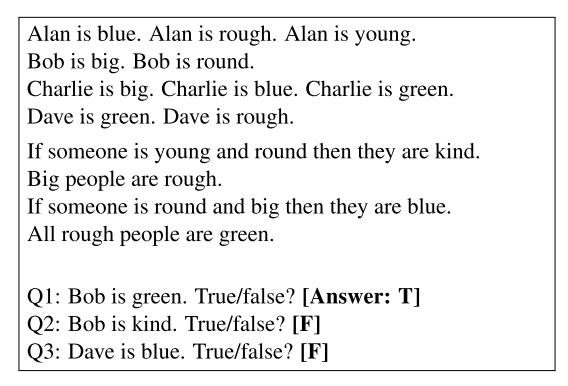 Alan is blue. Alan is rough. Alan is young.
Bob is big. Bob is round.
Charlie is big. Charlie is blue. Charlie is green.
Dave is green. Dave is rough.
If someone is young and round then they are kind.
Big people are rough.
If someone is round and big then they are blue.
All rough people are green.
Q1: Bob is green. True/false? [Answer: T]
Q2: Bob is kind. True/false? [F]
Q3: Dave is blue. True/false? [F]